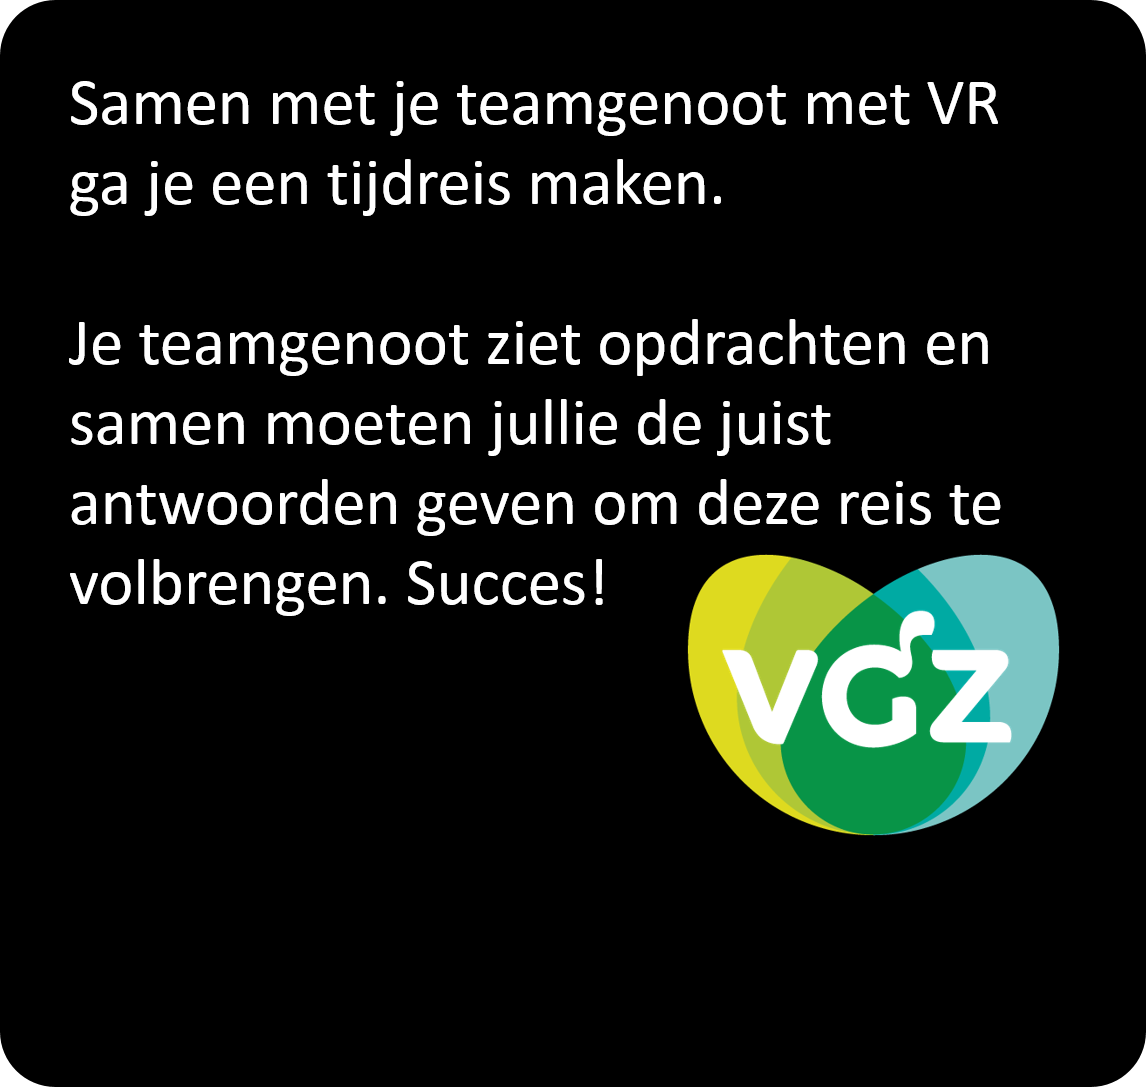 Samen met je teamgenoot met VR
ga je een tijdreis maken.
Je teamgenoot ziet opdrachten en
samen moeten jullie de juist
antwoorden geven om deze reis te
volbrengen. Succes!
VGZ